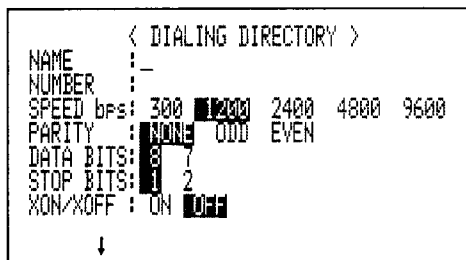 < DIALING DIRECTORY >
NAME :_
NUMBER :
SPEED bps: 300 1200 2400 4800 9600
PARITY : NONE ODD EVEN
DATA BITS: 8 7
STOP BITS: 1 2
XON/XOFF : ON OFF
↓